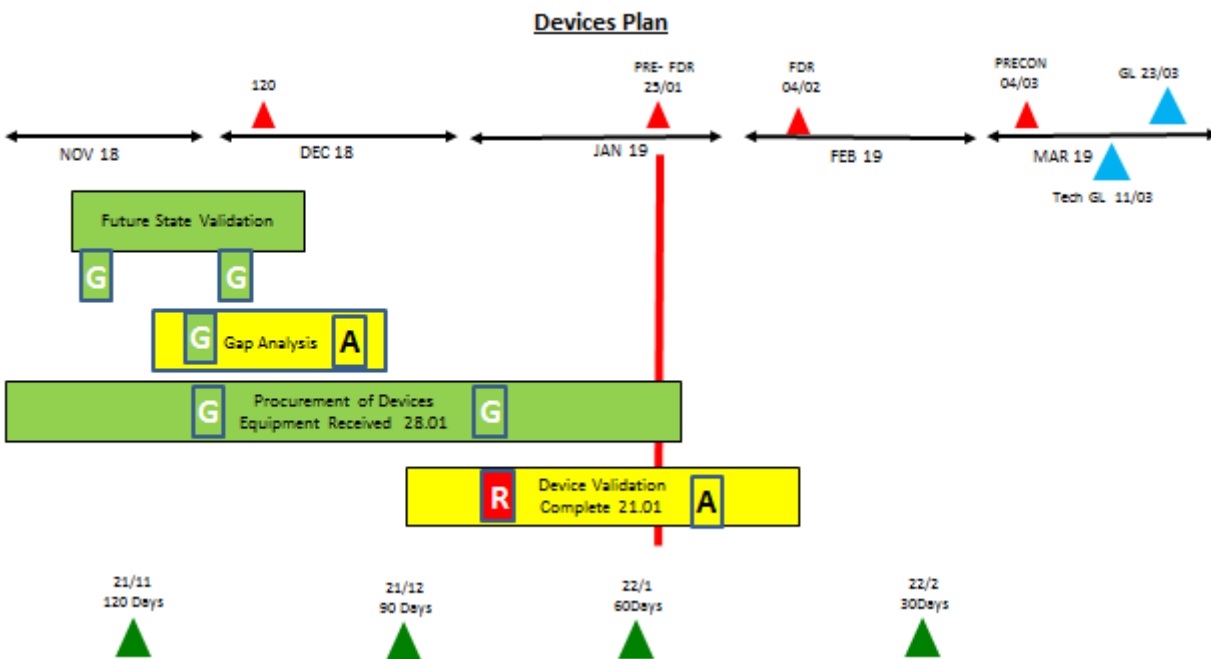 Devices Plan
120
PRE- FDR
25/01
FDR
04/02
PRECON
04/03
GL 23/03
NOV 18
DEC 18
JAN 19
FEB 19
MAR 19
Tech GL 11/03
Future State Validation
G
G
G
Gap Analysis
A
G
Procurement of Devices
Equipment Received 28.01
G
R
Device Validation
Complete 21.01
A
21/11
120 Days
21/12
90 Days
22/1
60Days
22/2
30Days